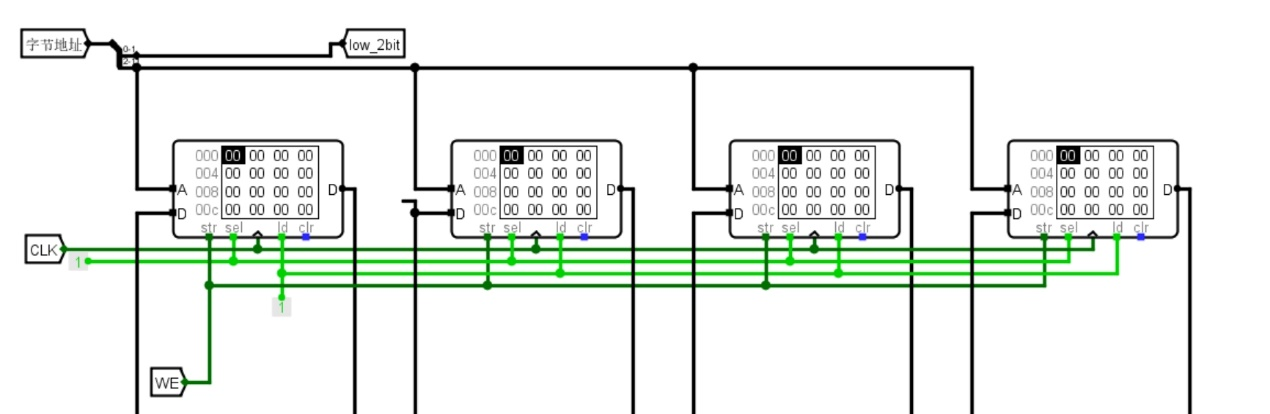 字节地址
0-1
low_2bit
000 00 00 00 00
004 00 00 00 00
A 008 00 00 00 00 D
D 00c 00 00 00 00
str sel ld clr
000 00 00 00 00
004 00 00 00 00
A 008 00 00 00 00 D
D 00c 00 00 00 00
str sel ld clr
000 00 00 00 00
004 00 00 00 00
A 008 00 00 00 00 D
D 00c 00 00 00 00
str sel ld clr
000 00 00 00 00
004 00 00 00 00
A 008 00 00 00 00 D
D 00c 00 00 00 00
str sel ld clr
CLK
1
1
WE